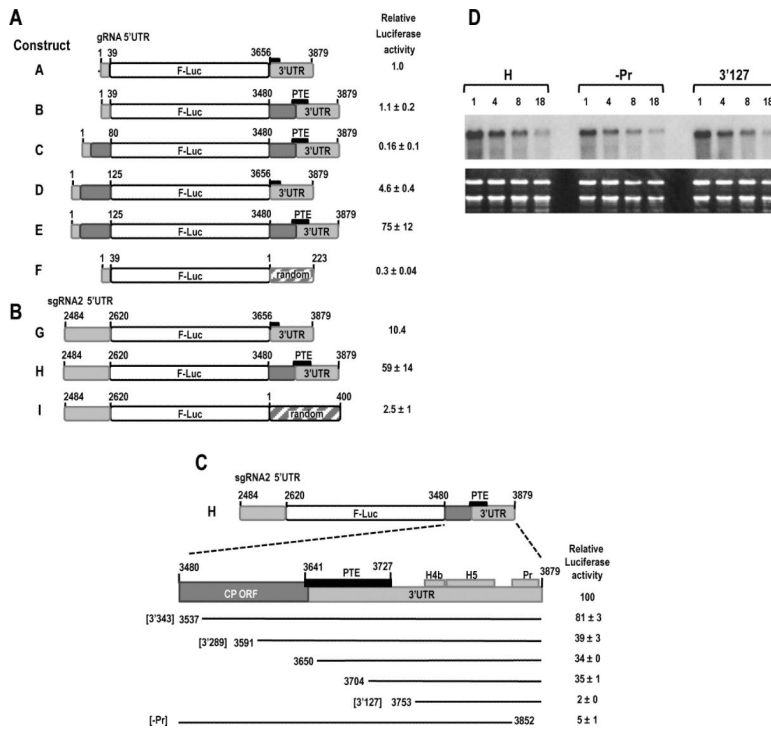 A
Construct
gRNA 5'UTR
Relative
Luciferase
activity
A 1 39 F-Luc 3656 3'UTR 3879 1.0
B 1 39 F-Luc 3480 PTE 3'UTR 3879 1.1 ± 0.2
C 1 80 F-Luc 3480 PTE 3'UTR 3879 0.16 ± 0.1
D 1 125 F-Luc 3656 3'UTR 3879 4.6 ± 0.4
E 1 125 F-Luc 3480 PTE 3'UTR 3879 75 ± 12
F 1 39 F-Luc 1 random 223 0.3 ± 0.04
B
sgRNA2 5'UTR
G 2484 2620 F-Luc 3656 3'UTR 3879 10.4
H 2484 2620 F-Luc 3480 PTE 3'UTR 3879 59 ± 14
I 2484 2620 F-Luc 1 random 400 2.5 ± 1
D
H -Pr 3'127
1 4 8 18 1 4 8 18 1 4 8 18
C
sgRNA2 5'UTR
H 2484 2620 F-Luc 3480 PTE 3'UTR 3879
Relative
Luciferase
activity
3480 3641 3727 3879
CP ORF PTE H4b H5 Pr 3'UTR 100
[3'343] 3537 81 ± 3
[3'289] 3591 39 ± 3
3650 34 ± 0
3704 35 ± 1
[3'127] 3753 2 ± 0
[-Pr] 3852 5 ± 1